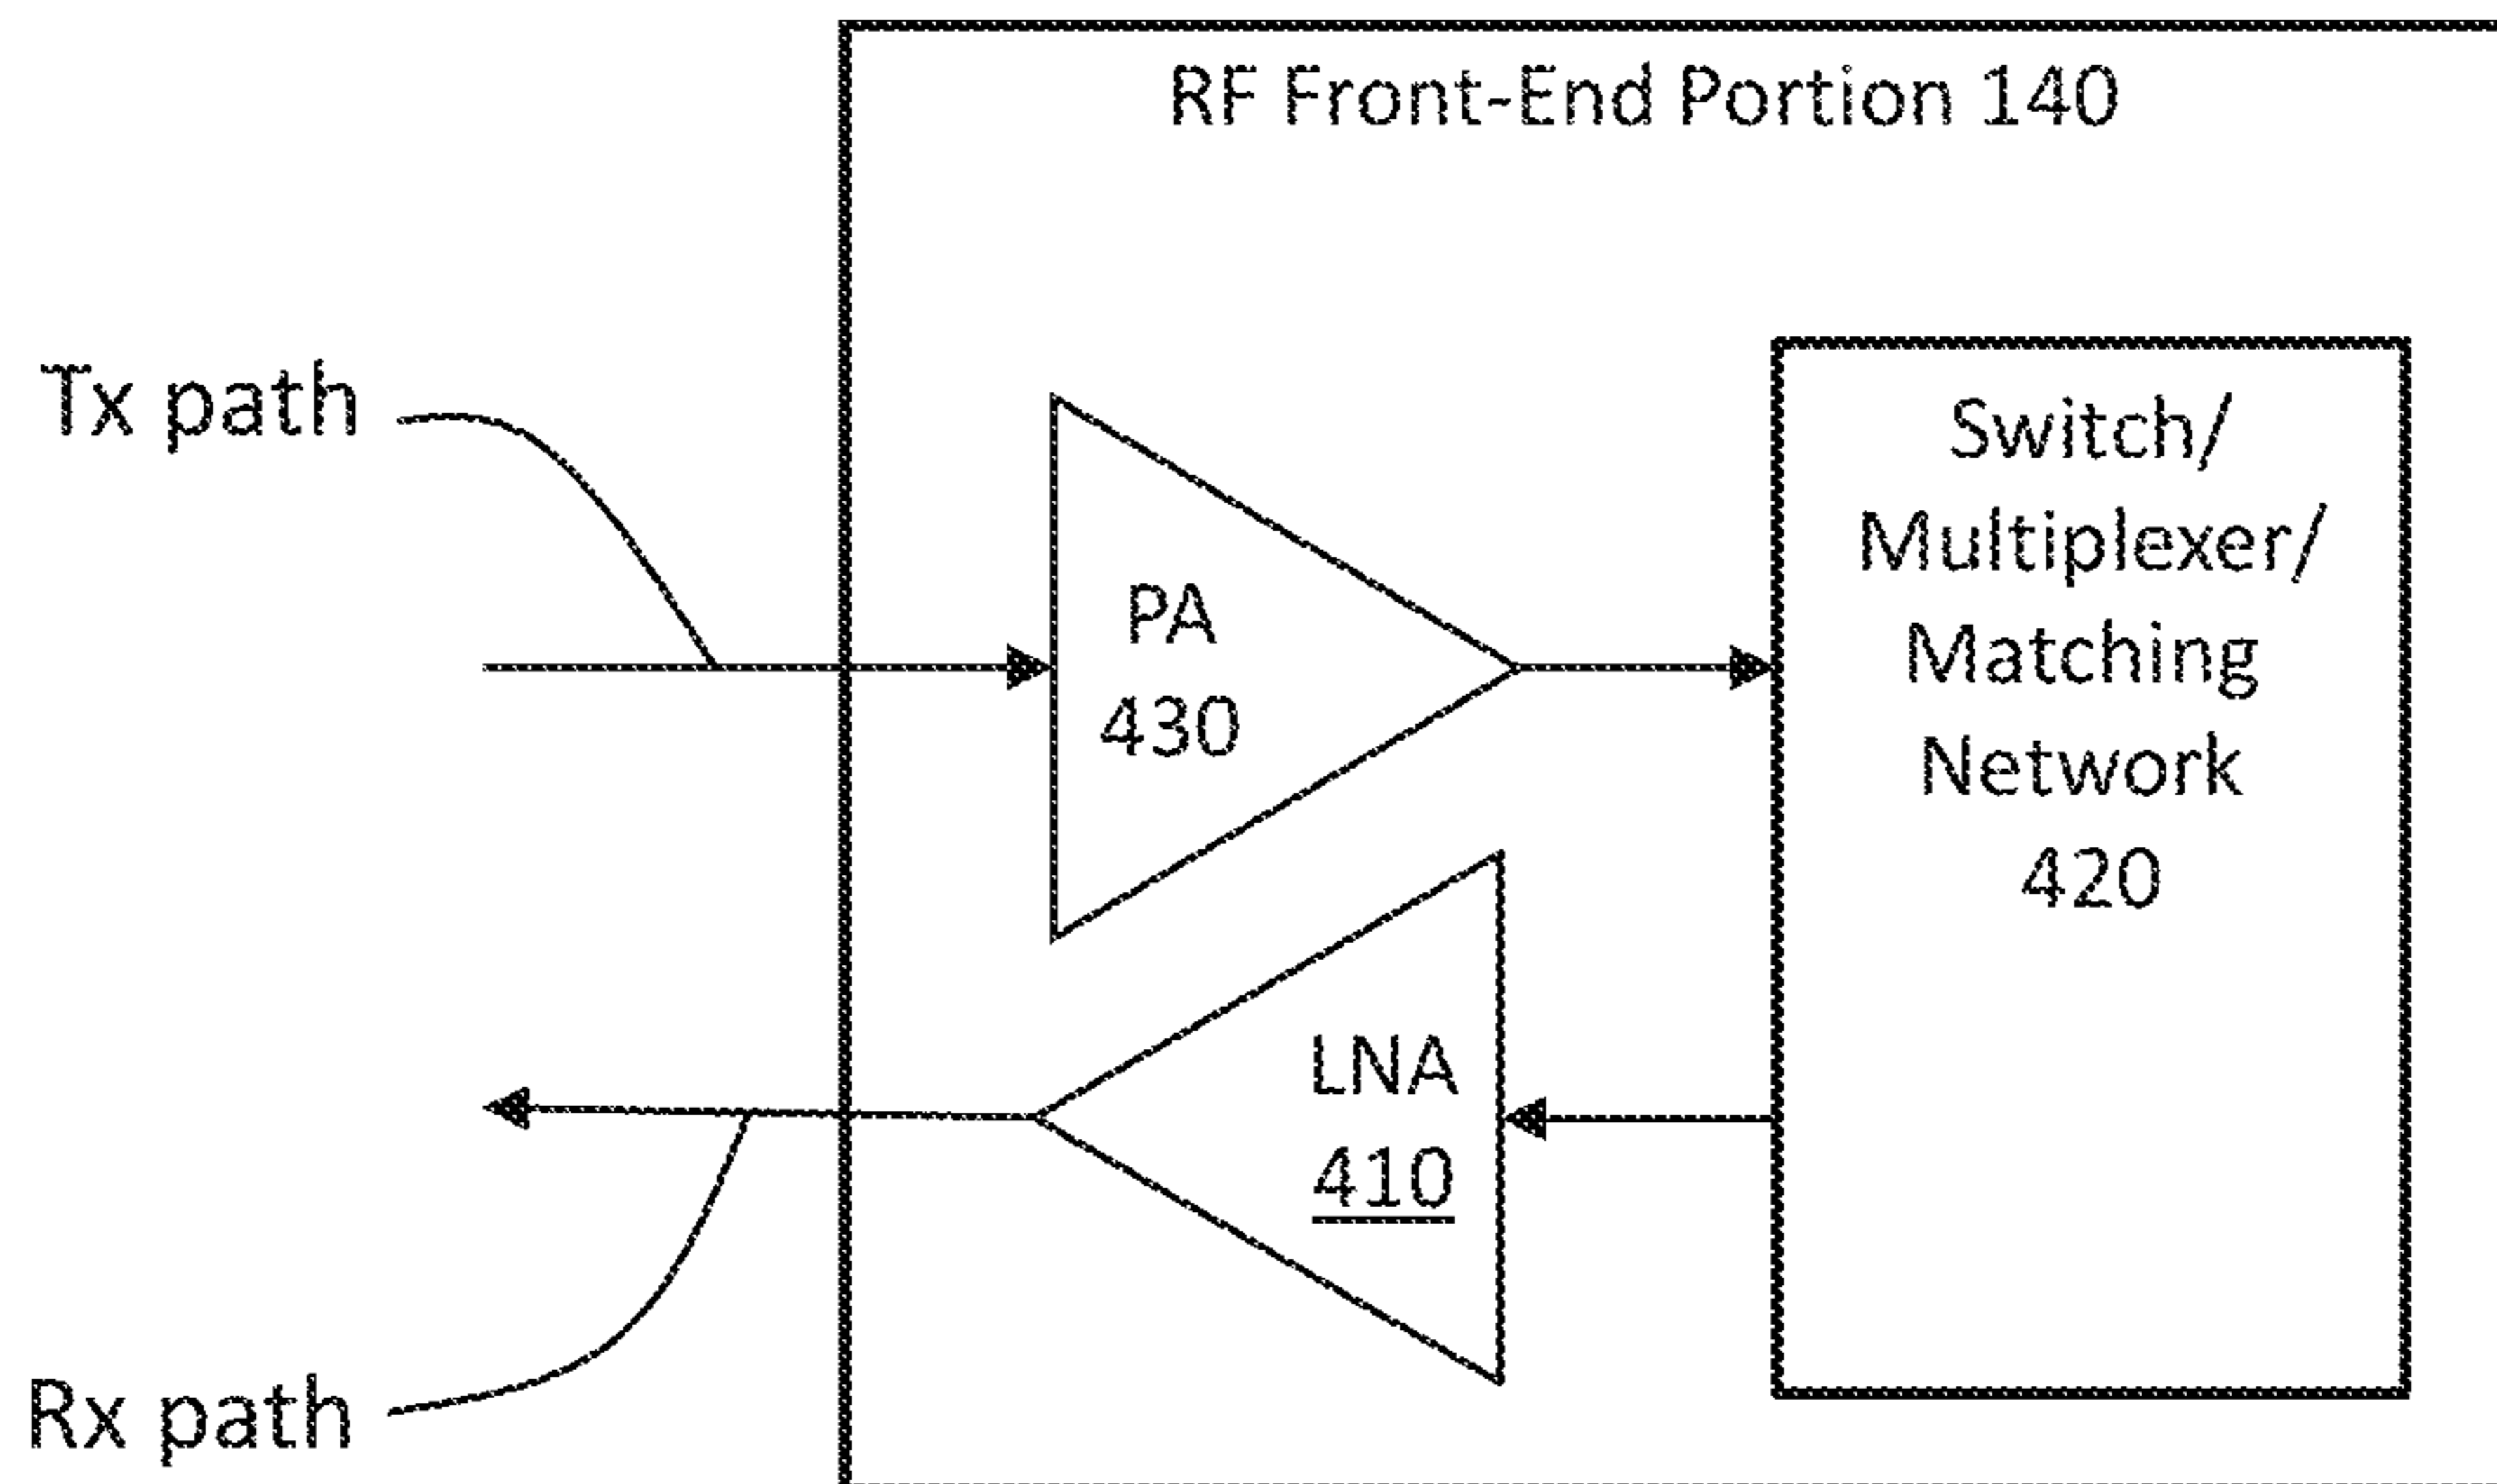 RF Front-End Portion 140
Tx path
Switch/
Multiplexer/
Matching
Network
420
PA
430
LNA
410
Rx path